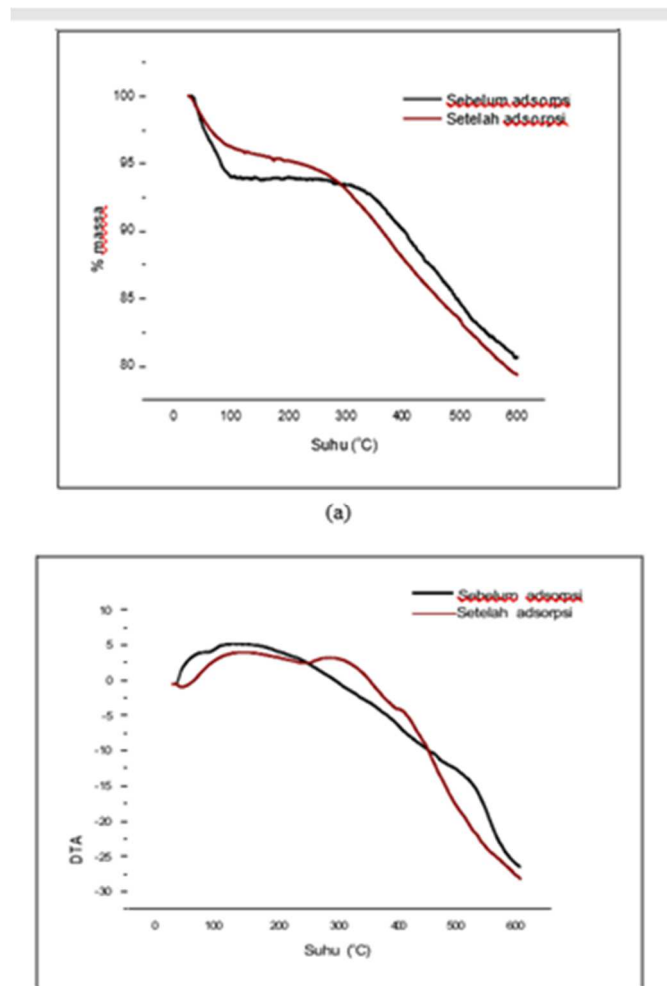 Sebelum adsorpsi
Setelah adsorpsi
100
95
90
85
80
% massa
0 100 200 300 400 500 600
Suhu (°C)
(a)
Sebelum adsorpsi
Setelah adsorpsi
10
5
0
-5
-10
-15
-20
-25
-30
DTA
0 100 200 300 400 500 600
Suhu (°C)